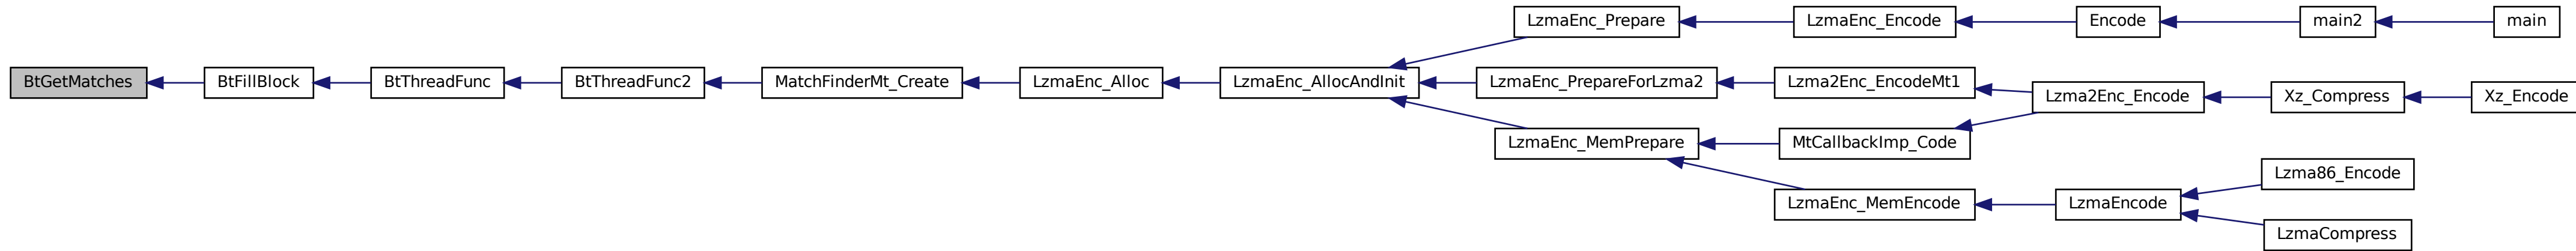 LzmaEnc_Prepare
LzmaEnc_Encode
Encode
main2
main
BtGetMatches
BtFillBlock
BtThreadFunc
BtThreadFunc2
MatchFinderMt_Create
LzmaEnc_Alloc
LzmaEnc_AllocAndInit
LzmaEnc_PrepareForLzma2
Lzma2Enc_EncodeMt1
Lzma2Enc_Encode
Xz_Compress
Xz_Encode
LzmaEnc_MemPrepare
MtCallbackImp_Code
Lzma86_Encode
LzmaEnc_MemEncode
LzmaEncode
LzmaCompress